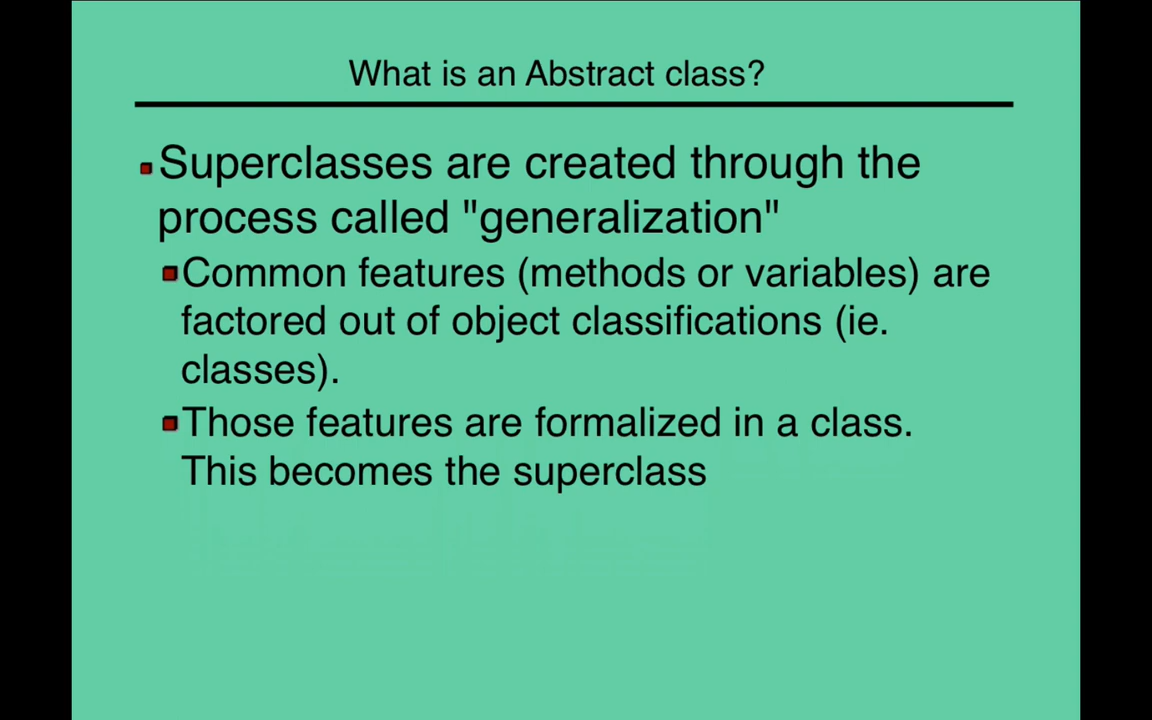 What is an Abstract class?
Superclasses are created through the
process called "generalization"
Common features (methods or variables) are
factored out of object classifications (ie.
classes).
Those features are formalized in a class.
This becomes the superclass